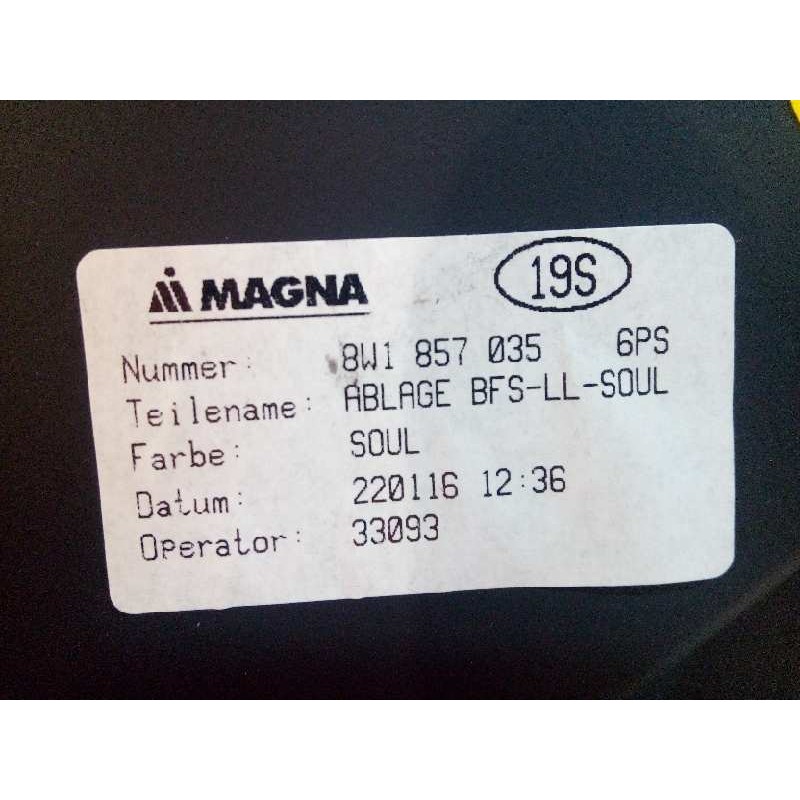 MAGNA 19S
Nummer: 8W1 857 035 6PS
Teilename: ABLAGE BFS-LL-SOUL
Farbe: SOUL
Datum: 220116 12:36
Operator: 33093